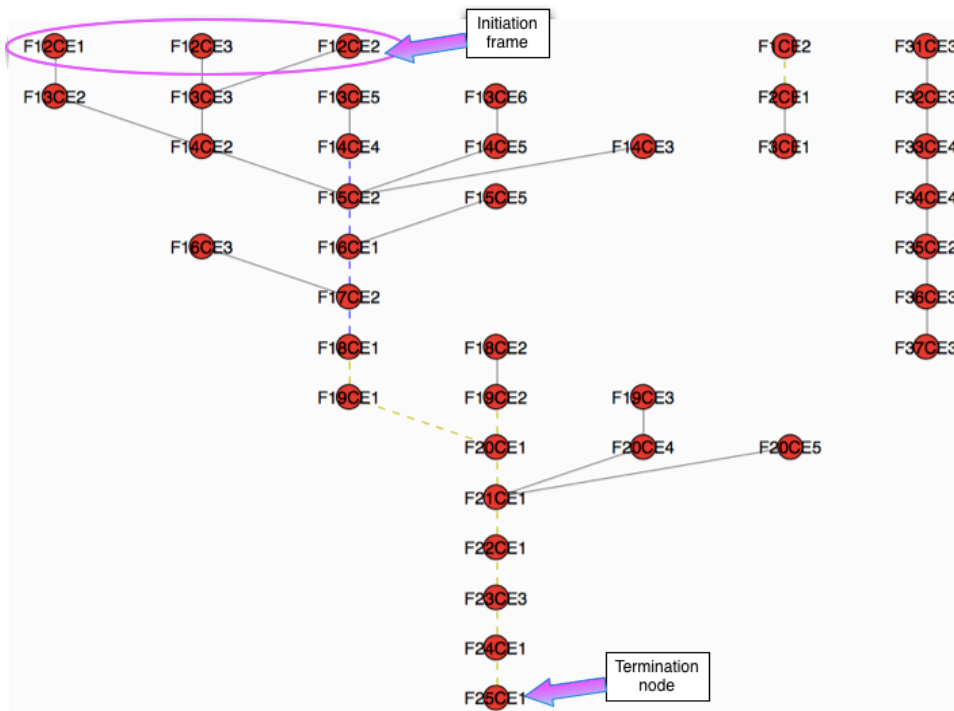 Initiation
frame
F12CE1 F12CE3 F12CE2 F1CE2 F31CE3
F13CE2 F13CE3 F13CE5 F13CE6 F2CE1 F32CE3
F14CE2 F14CE4 F14CE5 F14CE3 F3CE1 F33CE4
F15CE2 F15CE5 F34CE4
F16CE3 F16CE1 F35CE2
F17CE2 F36CE3
F18CE1 F18CE2 F37CE3
F19CE1 F19CE2 F19CE3
F20CE1 F20CE4 F20CE5
F21CE1
F22CE1
F23CE3
F24CE1
Termination
node
F25CE1